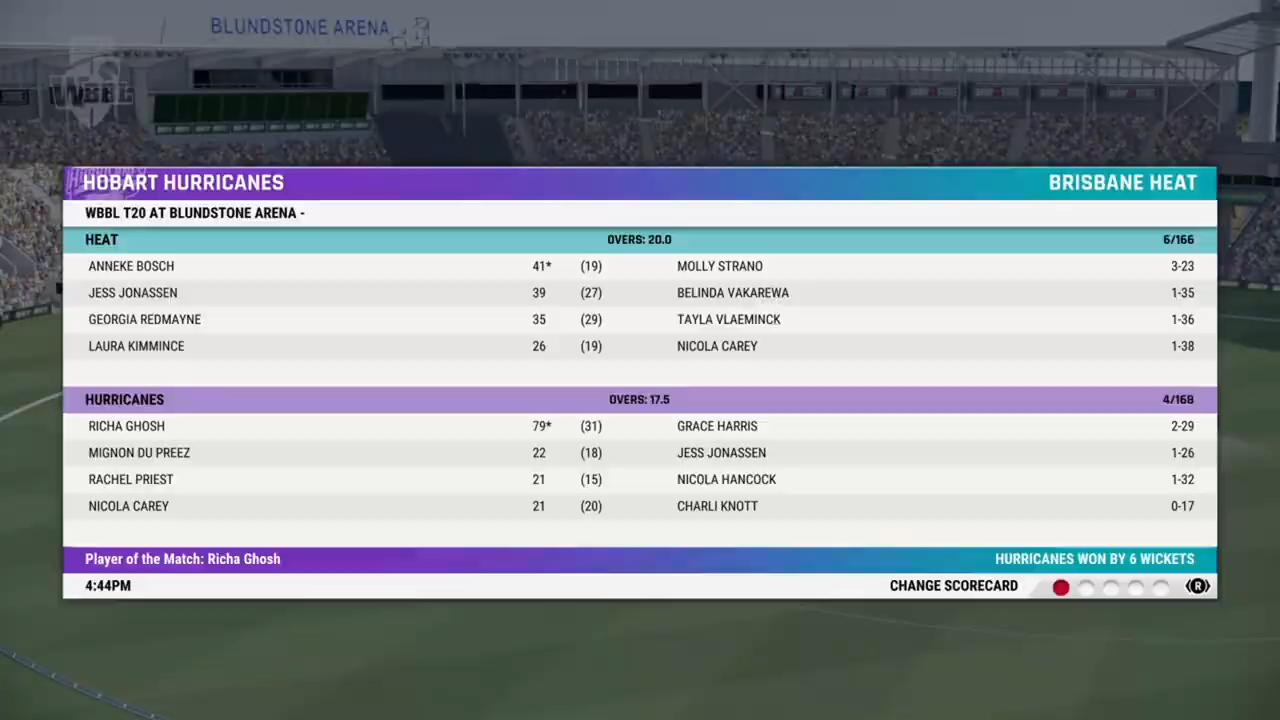 BLUNDSTONE ARENA
WBBL
HOBART HURRICANES BRISBANE HEAT
WBBL T20 AT BLUNDSTONE ARENA -
HEAT OVERS: 20.0 6/166
ANNEKE BOSCH 41* (19) MOLLY STRANO 3-23
JESS JONASSEN 39 (27) BELINDA VAKAREWA 1-35
GEORGIA REDMAYNE 35 (29) TAYLA VLAEMINCK 1-36
LAURA KIMMINCE 26 (19) NICOLA CAREY 1-38
HURRICANES OVERS: 17.5 4/168
RICHA GHOSH 79* (31) GRACE HARRIS 2-29
MIGNON DU PREEZ 22 (18) JESS JONASSEN 1-26
RACHEL PRIEST 21 (15) NICOLA HANCOCK 1-32
NICOLA CAREY 21 (20) CHARLI KNOTT 0-17
Player of the Match: Richa Ghosh HURRICANES WON BY 6 WICKETS
4:44PM CHANGE SCORECARD R